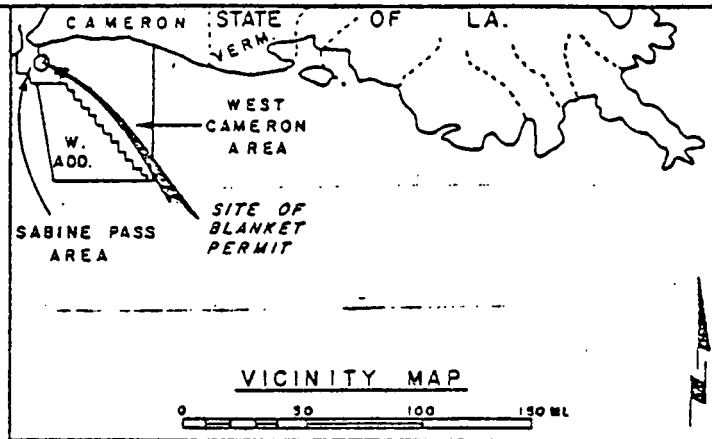 CAMERON STATE OF LA.
VERM.
WEST
CAMERON
AREA
W.
ADD.
SITE OF
BLANKET
PERMIT
SABINE PASS
AREA
VICINITY MAP
0 50 100 150 MI.